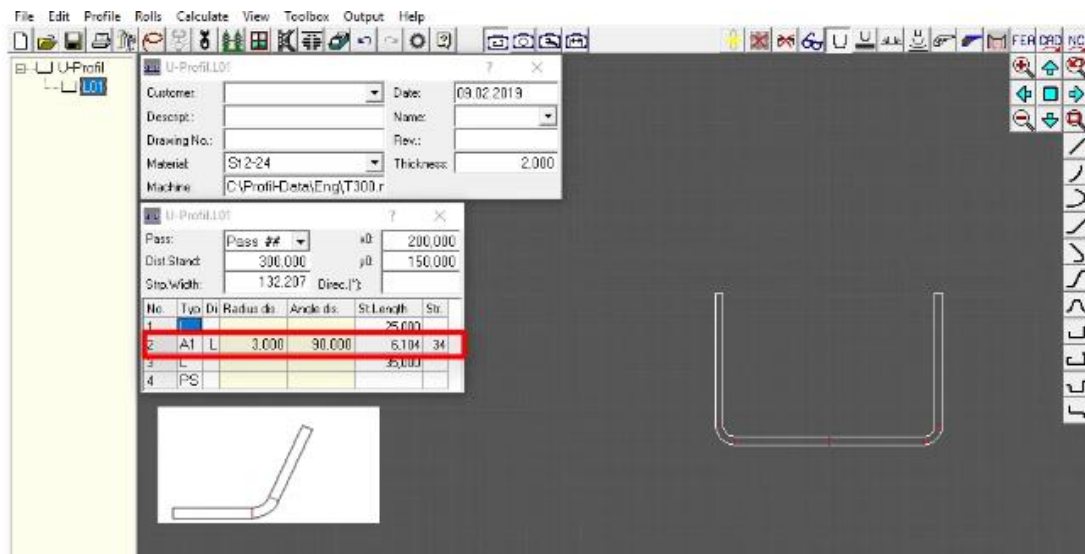 File Edit Profile Rolls Calculate View Toolbox Output Help
FEA CAD NC
U-Profil
L01
U-Profil.L01 ? ×
Customer: Date: 09.02.2019
Descript.: Name:
Drawing No.: Rev.:
Material: St 2-24 Thickness: 2.000
Machine C:\Profil-Data\Eng\T300.r
U-Profil.L01 ? ×
Pass: Pass ## x0: 200,000
Dist.Stand: 300,000 y0: 150,000
Strp.Width: 132.207 Direc.(°):
No. Typ Di Radius dis. Angle dis. St.Length Str.
1 25,000
2 A1 L 3.000 90.000 6.104 34
3 L 35,000
4 PS